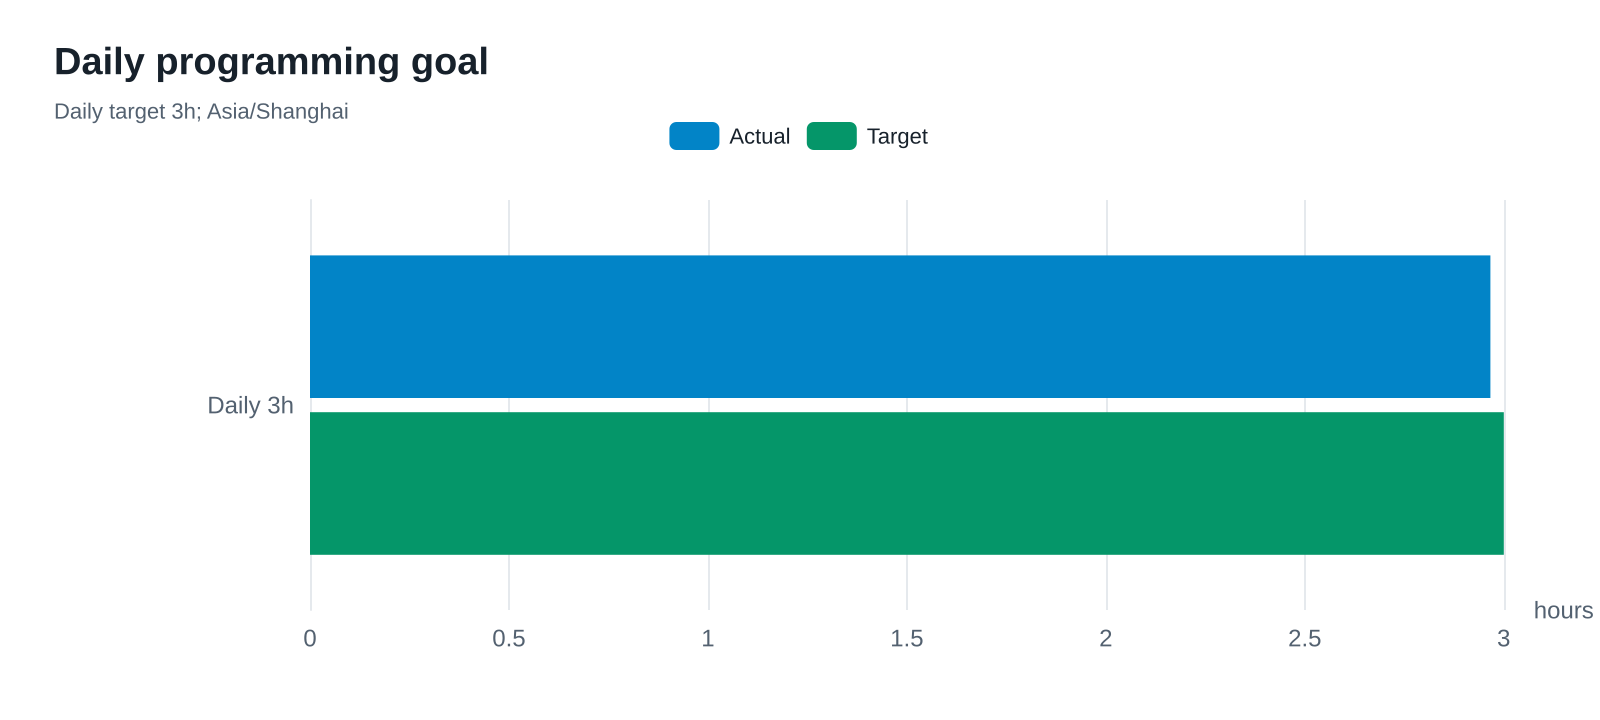 Daily programming goal
Daily target 3h; Asia/Shanghai
Actual Target
Daily 3h
hours
0 0.5 1 1.5 2 2.5 3